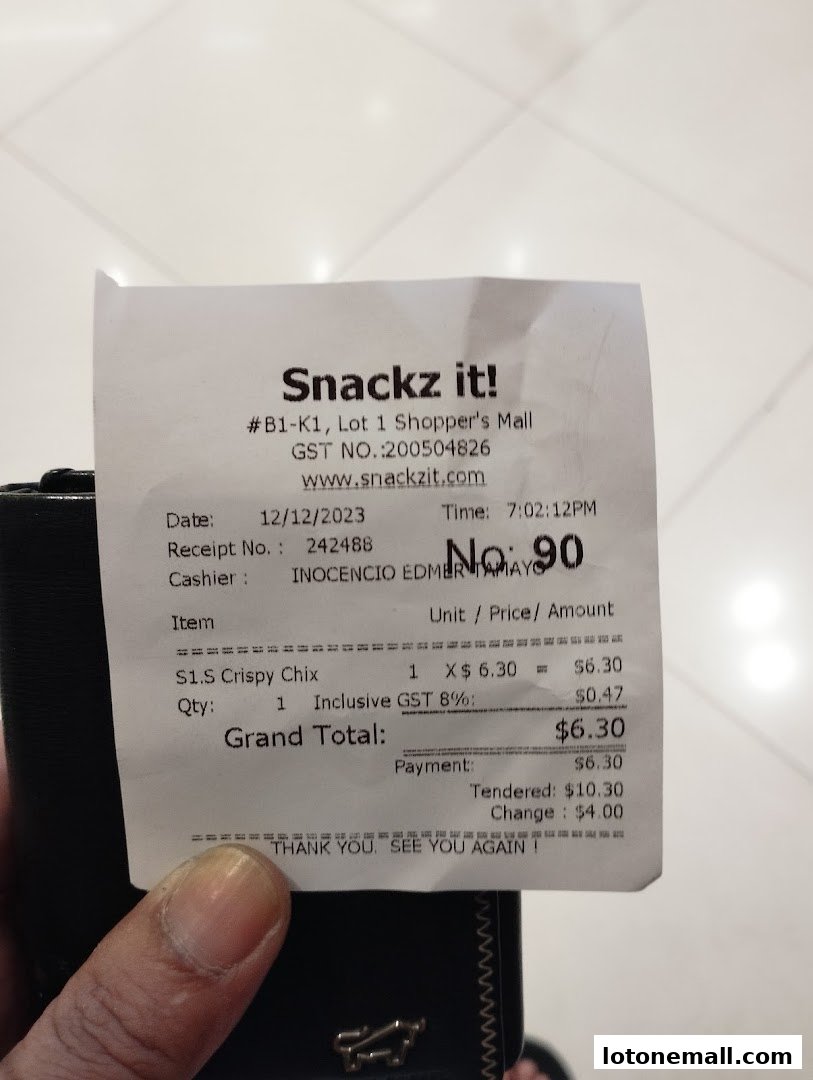 Snackz it!
#B1-K1, Lot 1 Shopper's Mall
GST NO.:200504826
www.snackzit.com
Date: 12/12/2023 Time: 7:02:12PM
Receipt No. : 242488
No: 90
Cashier : INOCENCIO EDMER TAMAYO
Item Unit / Price/ Amount
S1.S Crispy Chix 1 X$ 6.30 = $6.30
Qty: 1 Inclusive GST 8%: $0.47
Grand Total: $6.30
Payment: $6.30
Tendered: $10.30
Change : $4.00
THANK YOU. SEE YOU AGAIN !
lotonemall.com